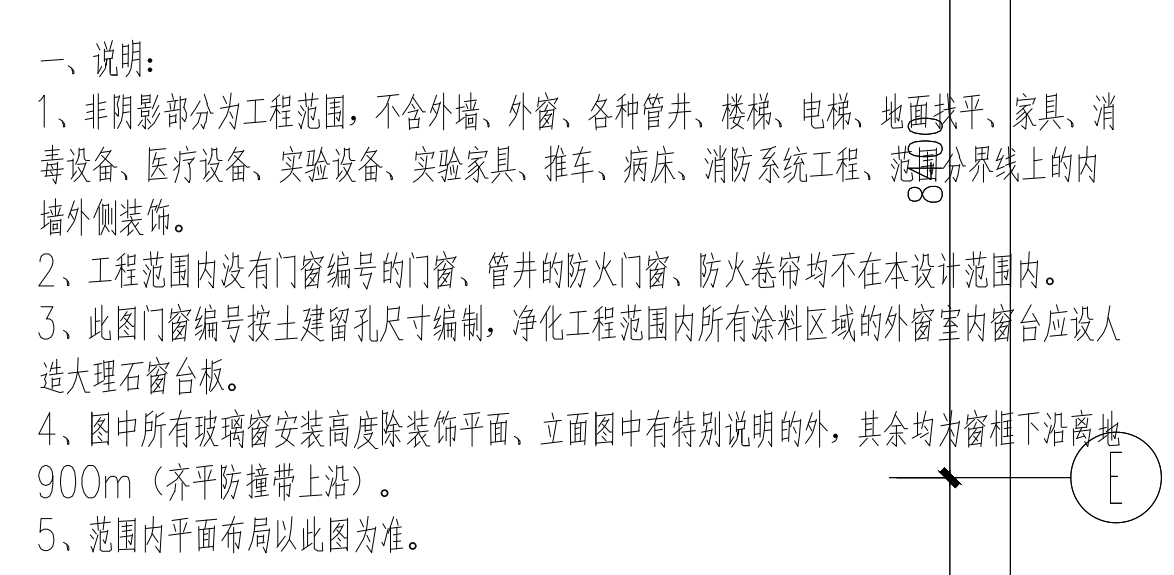 一、说明:
1、非阴影部分为工程范围，不含外墙、外窗、各种管井、楼梯、电梯、地面找平、家具、消
毒设备、医疗设备、实验设备、实验家具、推车、病床、消防系统工程、范围分界线上的内
墙外侧装饰。
2、工程范围内没有门窗编号的门窗、管井的防火门窗、防火卷帘均不在本设计范围内。
3、此图门窗编号按土建留孔尺寸编制，净化工程范围内所有涂料区域的外窗室内窗台应设人
造大理石窗台板。
4、图中所有玻璃窗安装高度除装饰平面、立面图中有特别说明的外，其余均为窗框下沿离地
900m（齐平防撞带上沿）。
5、范围内平面布局以此图为准。
8400
E